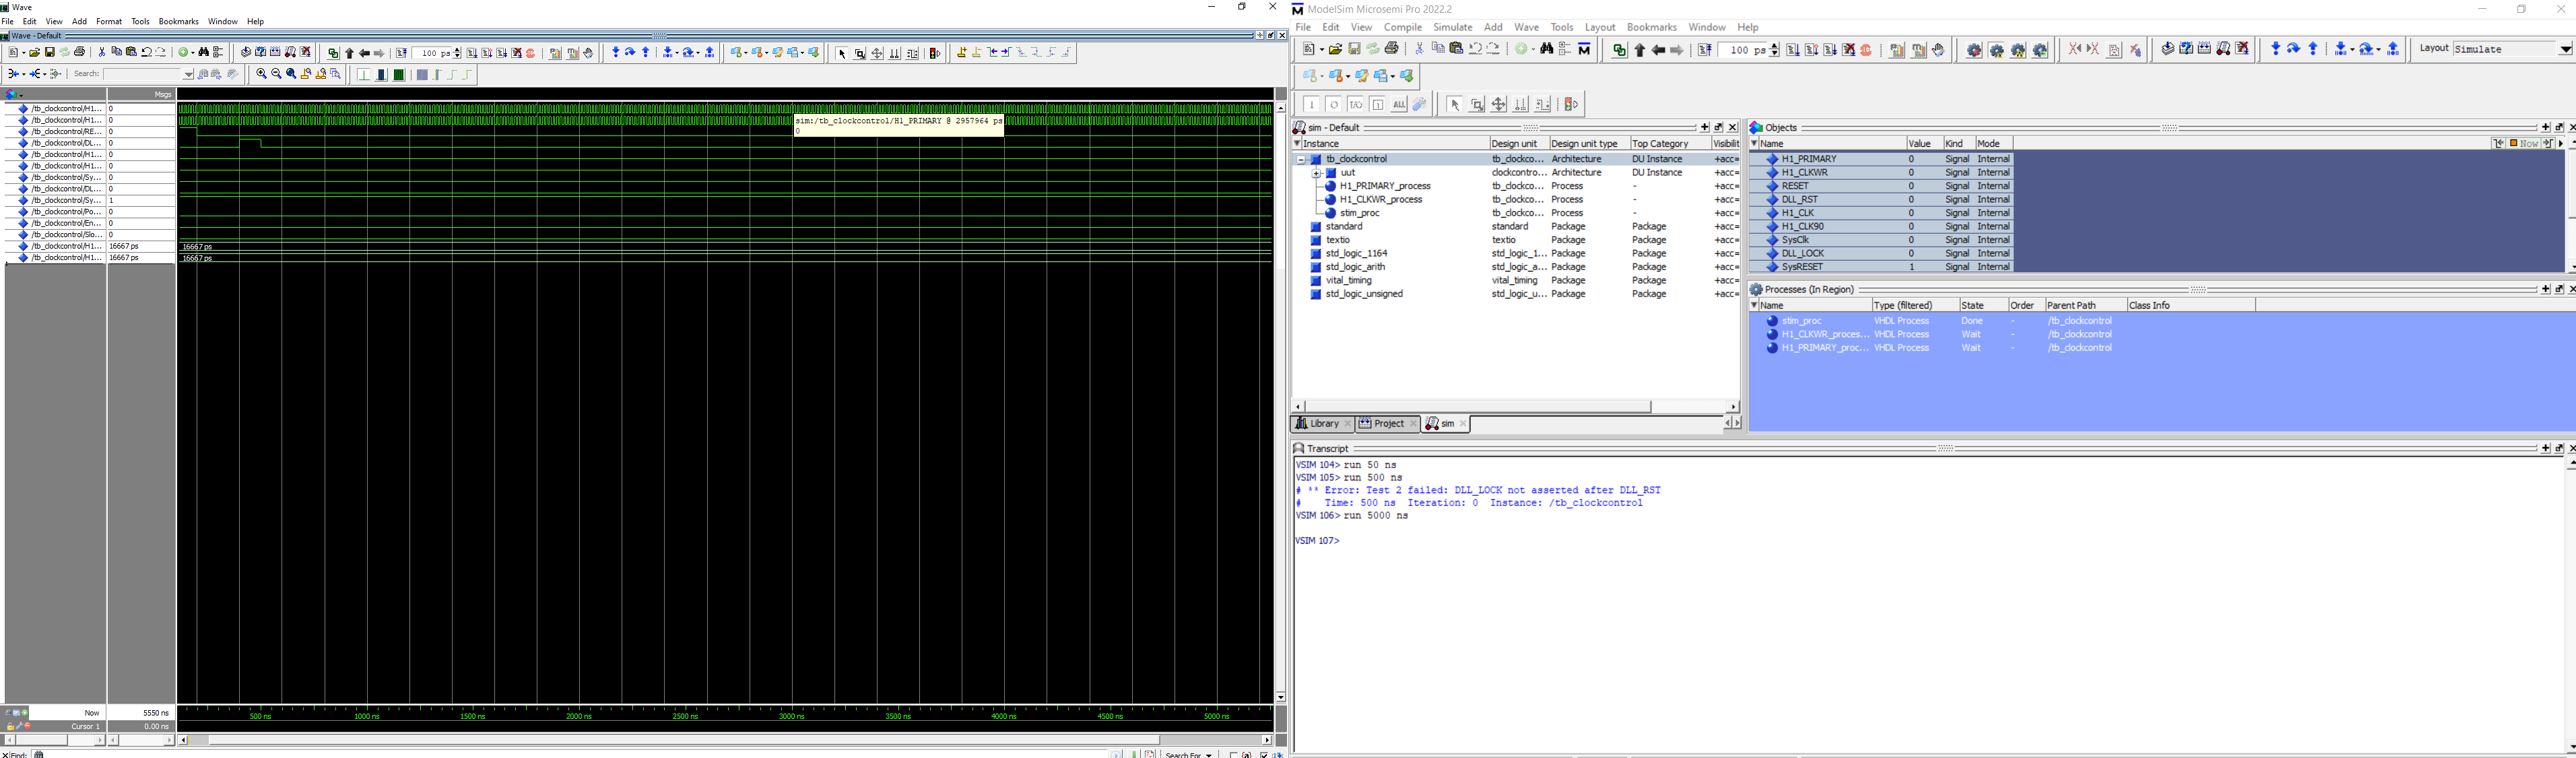 Wave
File Edit View Add Format Tools Bookmarks Window Help
Wave - Default
100 ps
Search:
Msgs
/tb_clockcontrol/H1... 0
/tb_clockcontrol/H1... 0
/tb_clockcontrol/RE... 0
/tb_clockcontrol/DL... 0
/tb_clockcontrol/H1... 0
/tb_clockcontrol/H1... 0
/tb_clockcontrol/Sy... 0
/tb_clockcontrol/DL... 0
/tb_clockcontrol/Sy... 1
/tb_clockcontrol/Po... 0
/tb_clockcontrol/En... 0
/tb_clockcontrol/Slo... 0
/tb_clockcontrol/H1... 16667 ps 16667 ps
/tb_clockcontrol/H1... 16667 ps 16667 ps
sim:/tb_clockcontrol/H1_PRIMARY @ 2957964 ps
0
Now 5550 ns
Cursor 1 0.00 ns
500 ns 1000 ns 1500 ns 2000 ns 2500 ns 3000 ns 3500 ns 4000 ns 4500 ns 5000 ns
Find: Search For
ModelSim Microsemi Pro 2022.2
File Edit View Compile Simulate Add Wave Tools Layout Bookmarks Window Help
100 ps
Layout Simulate
ALL
sim - Default
Instance Design unit Design unit type Top Category Visibilit
tb_clockcontrol tb_clockco... Architecture DU Instance +acc=
uut clockcontro... Architecture DU Instance +acc=
H1_PRIMARY_process tb_clockco... Process - +acc=
H1_CLKWR_process tb_clockco... Process - +acc=
stim_proc tb_clockco... Process - +acc=
standard standard Package Package +acc=
textio textio Package Package +acc=
std_logic_1164 std_logic_1... Package Package +acc=
std_logic_arith std_logic_a... Package Package +acc=
vital_timing vital_timing Package Package +acc=
std_logic_unsigned std_logic_u... Package Package +acc=
Library Project sim
Objects
Name Value Kind Mode Now
H1_PRIMARY 0 Signal Internal
H1_CLKWR 0 Signal Internal
RESET 0 Signal Internal
DLL_RST 0 Signal Internal
H1_CLK 0 Signal Internal
H1_CLK90 0 Signal Internal
SysClk 0 Signal Internal
DLL_LOCK 0 Signal Internal
SysRESET 1 Signal Internal
Processes (In Region)
Name Type (filtered) State Order Parent Path Class Info
stim_proc VHDL Process Done - /tb_clockcontrol
H1_CLKWR_proces... VHDL Process Wait - /tb_clockcontrol
H1_PRIMARY_proc... VHDL Process Wait - /tb_clockcontrol
Transcript
VSIM 104> run 50 ns
VSIM 105> run 500 ns
# ** Error: Test 2 failed: DLL_LOCK not asserted after DLL_RST
# Time: 500 ns Iteration: 0 Instance: /tb_clockcontrol
VSIM 106> run 5000 ns
VSIM 107>